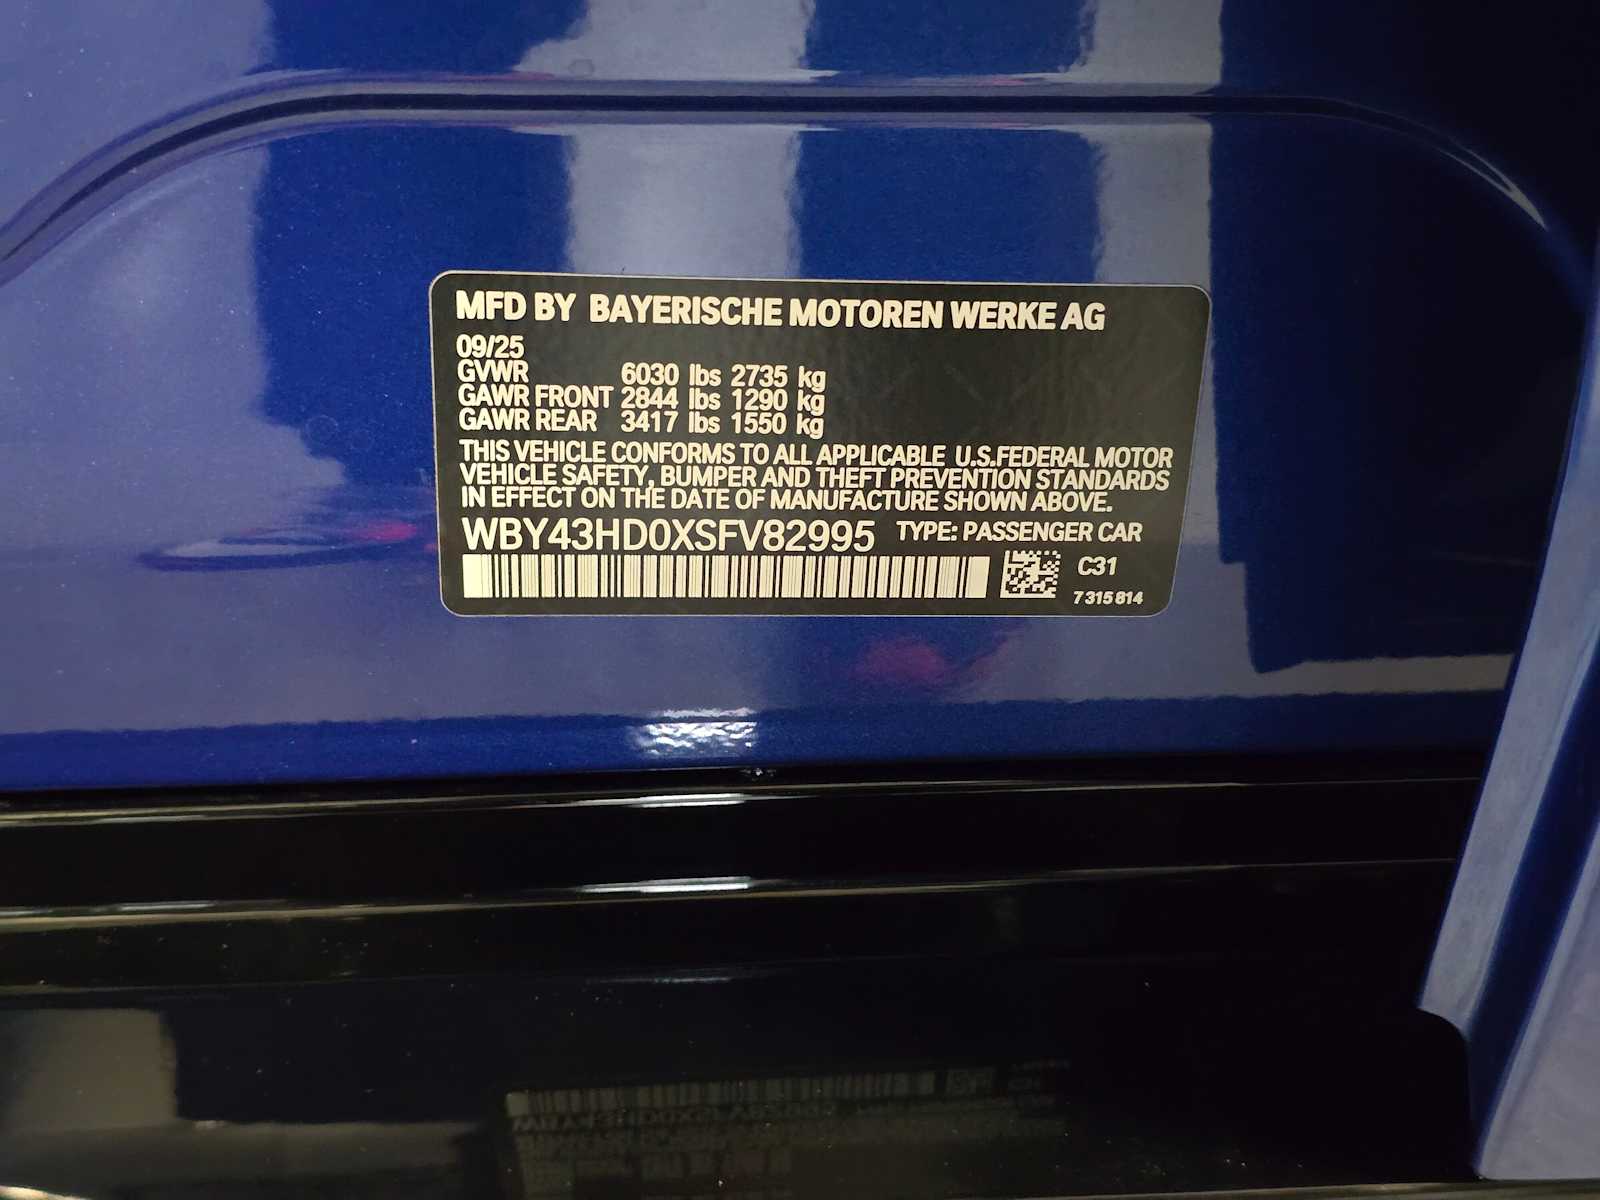 MFD BY BAYERISCHE MOTOREN WERKE AG
09/25
GVWR 6030 lbs 2735 kg
GAWR FRONT 2844 lbs 1290 kg
GAWR REAR 3417 lbs 1550 kg
THIS VEHICLE CONFORMS TO ALL APPLICABLE U.S.FEDERAL MOTOR
VEHICLE SAFETY, BUMPER AND THEFT PREVENTION STANDARDS
IN EFFECT ON THE DATE OF MANUFACTURE SHOWN ABOVE.
WBY43HD0XSFV82995 TYPE: PASSENGER CAR
C31
7 315 814